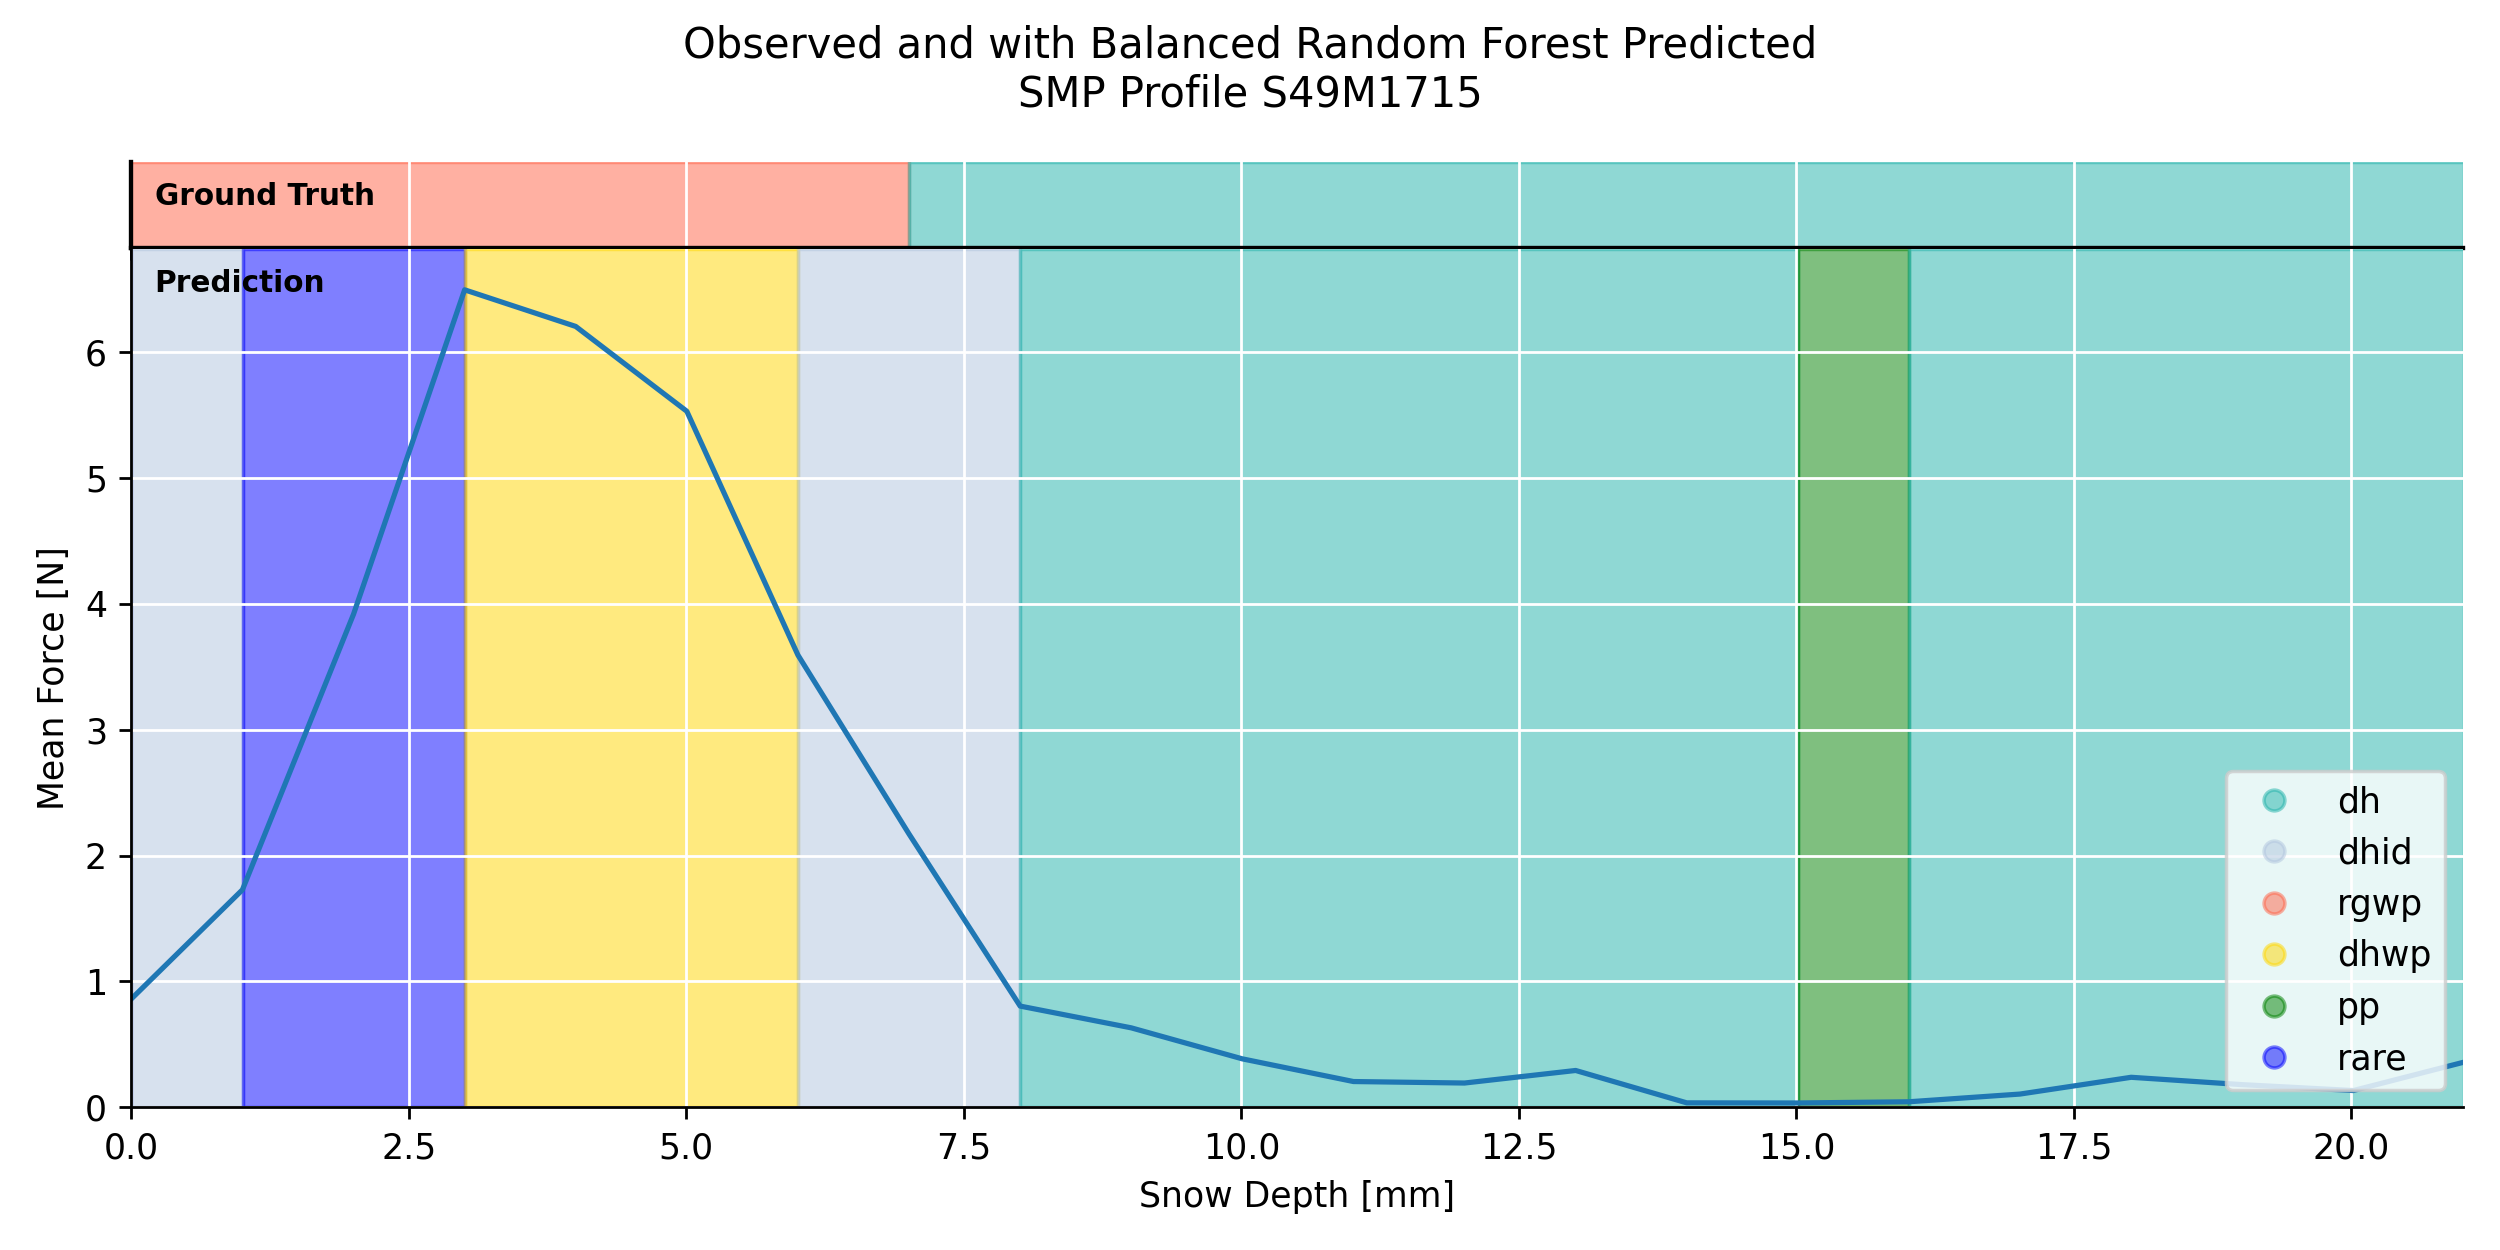 Observed and with Balanced Random Forest Predicted
SMP Profile S49M1715
Ground Truth
Prediction
6
5
4
3
2
1
0
Mean Force [N]
dh
dhid
rgwp
dhwp
pp
rare
0.0 2.5 5.0 7.5 10.0 12.5 15.0 17.5 20.0
Snow Depth [mm]